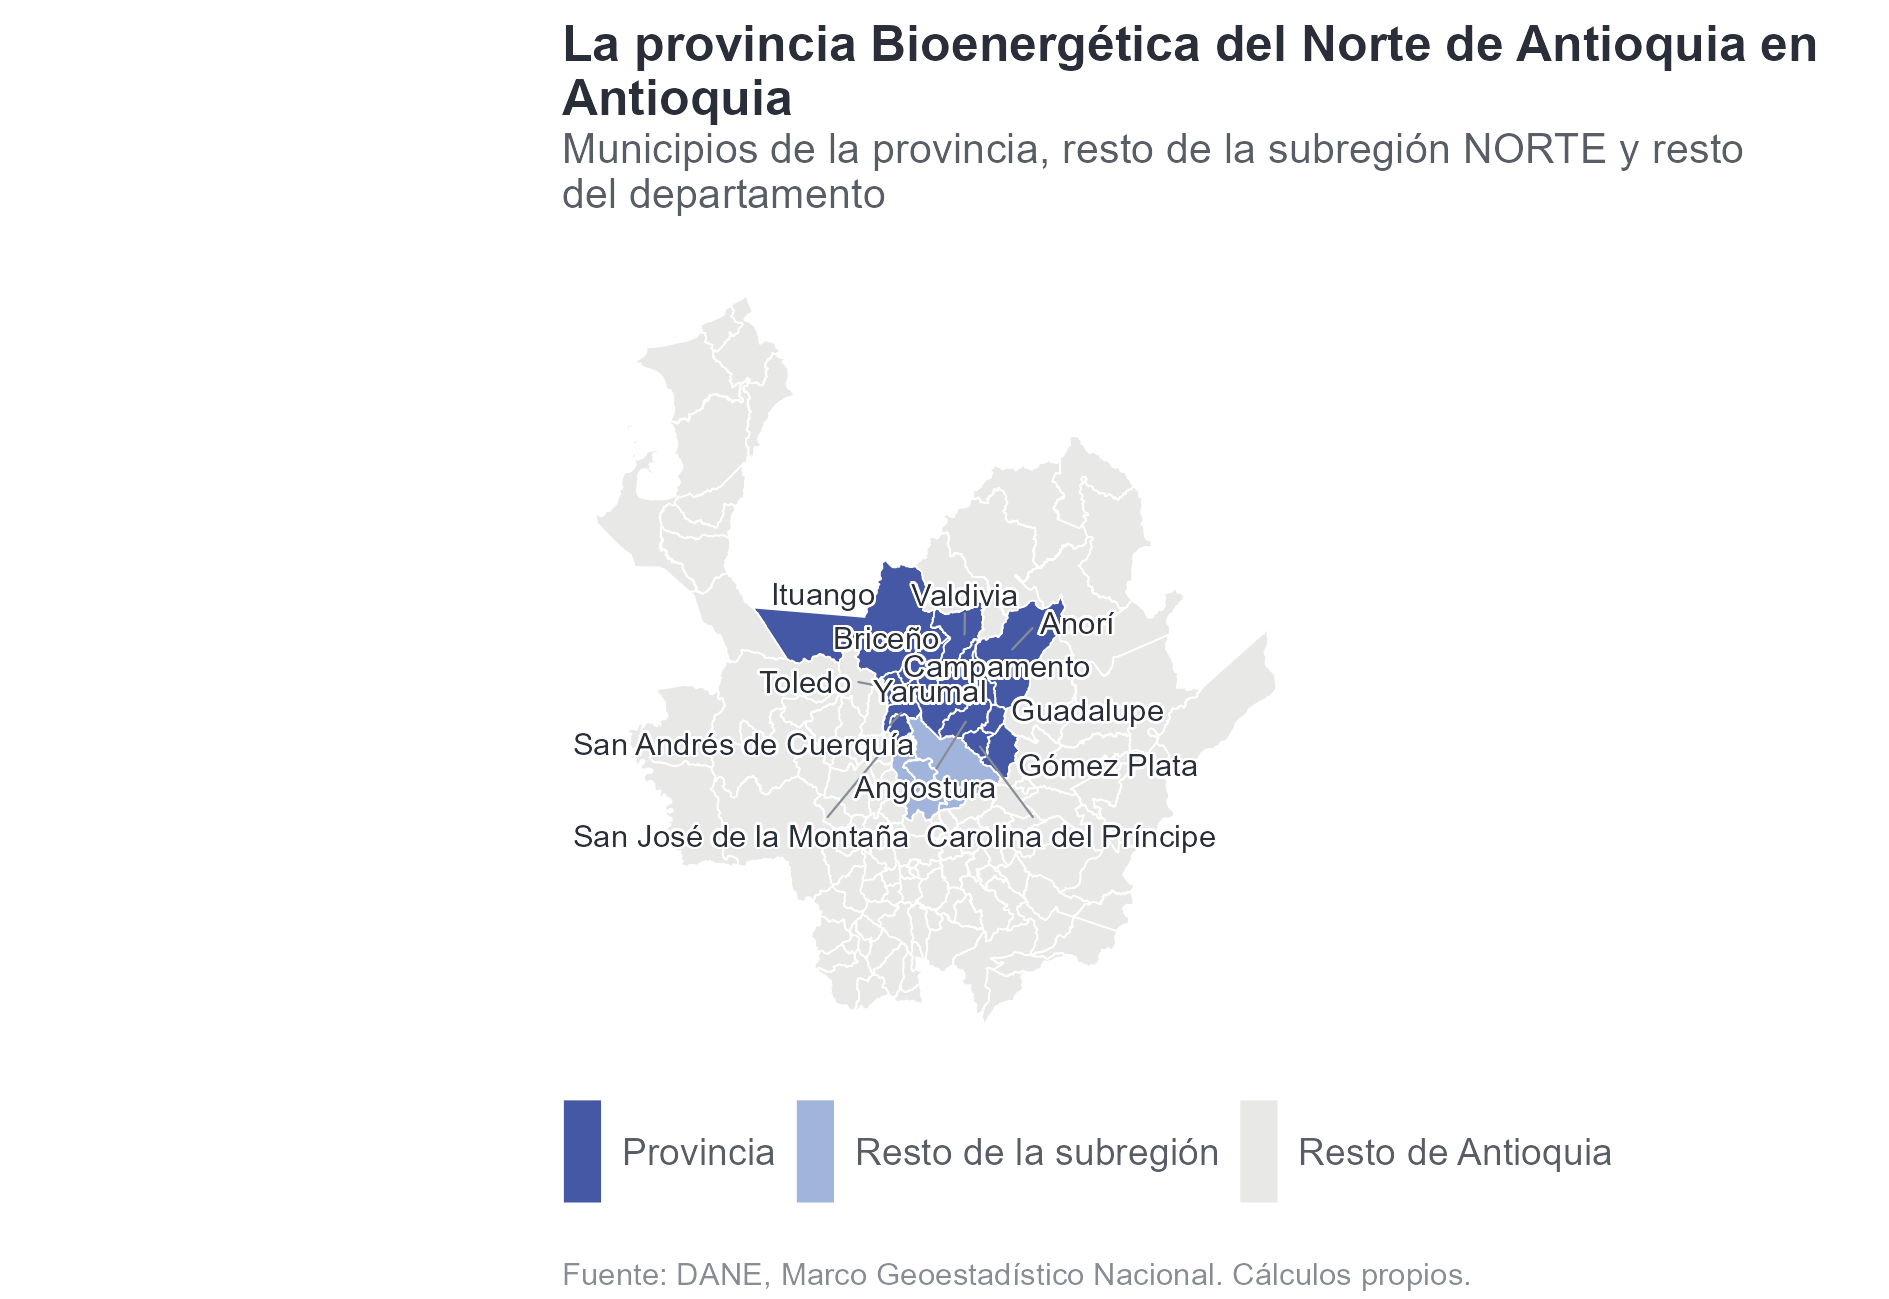 La provincia Bioenergética del Norte de Antioquia en
Antioquia
Municipios de la provincia, resto de la subregión NORTE y resto
del departamento
Ituango
Valdivia
Anorí
Briceño
Campamento
Toledo
Yarumal
Guadalupe
San Andrés de Cuerquía
Gómez Plata
Angostura
San José de la Montaña
Carolina del Príncipe
Provincia
Resto de la subregión
Resto de Antioquia
Fuente: DANE, Marco Geoestadístico Nacional. Cálculos propios.